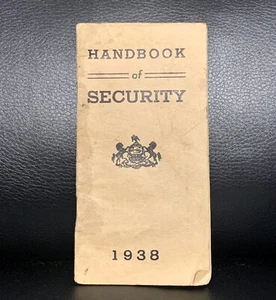 HANDBOOK
of
SECURITY
1938